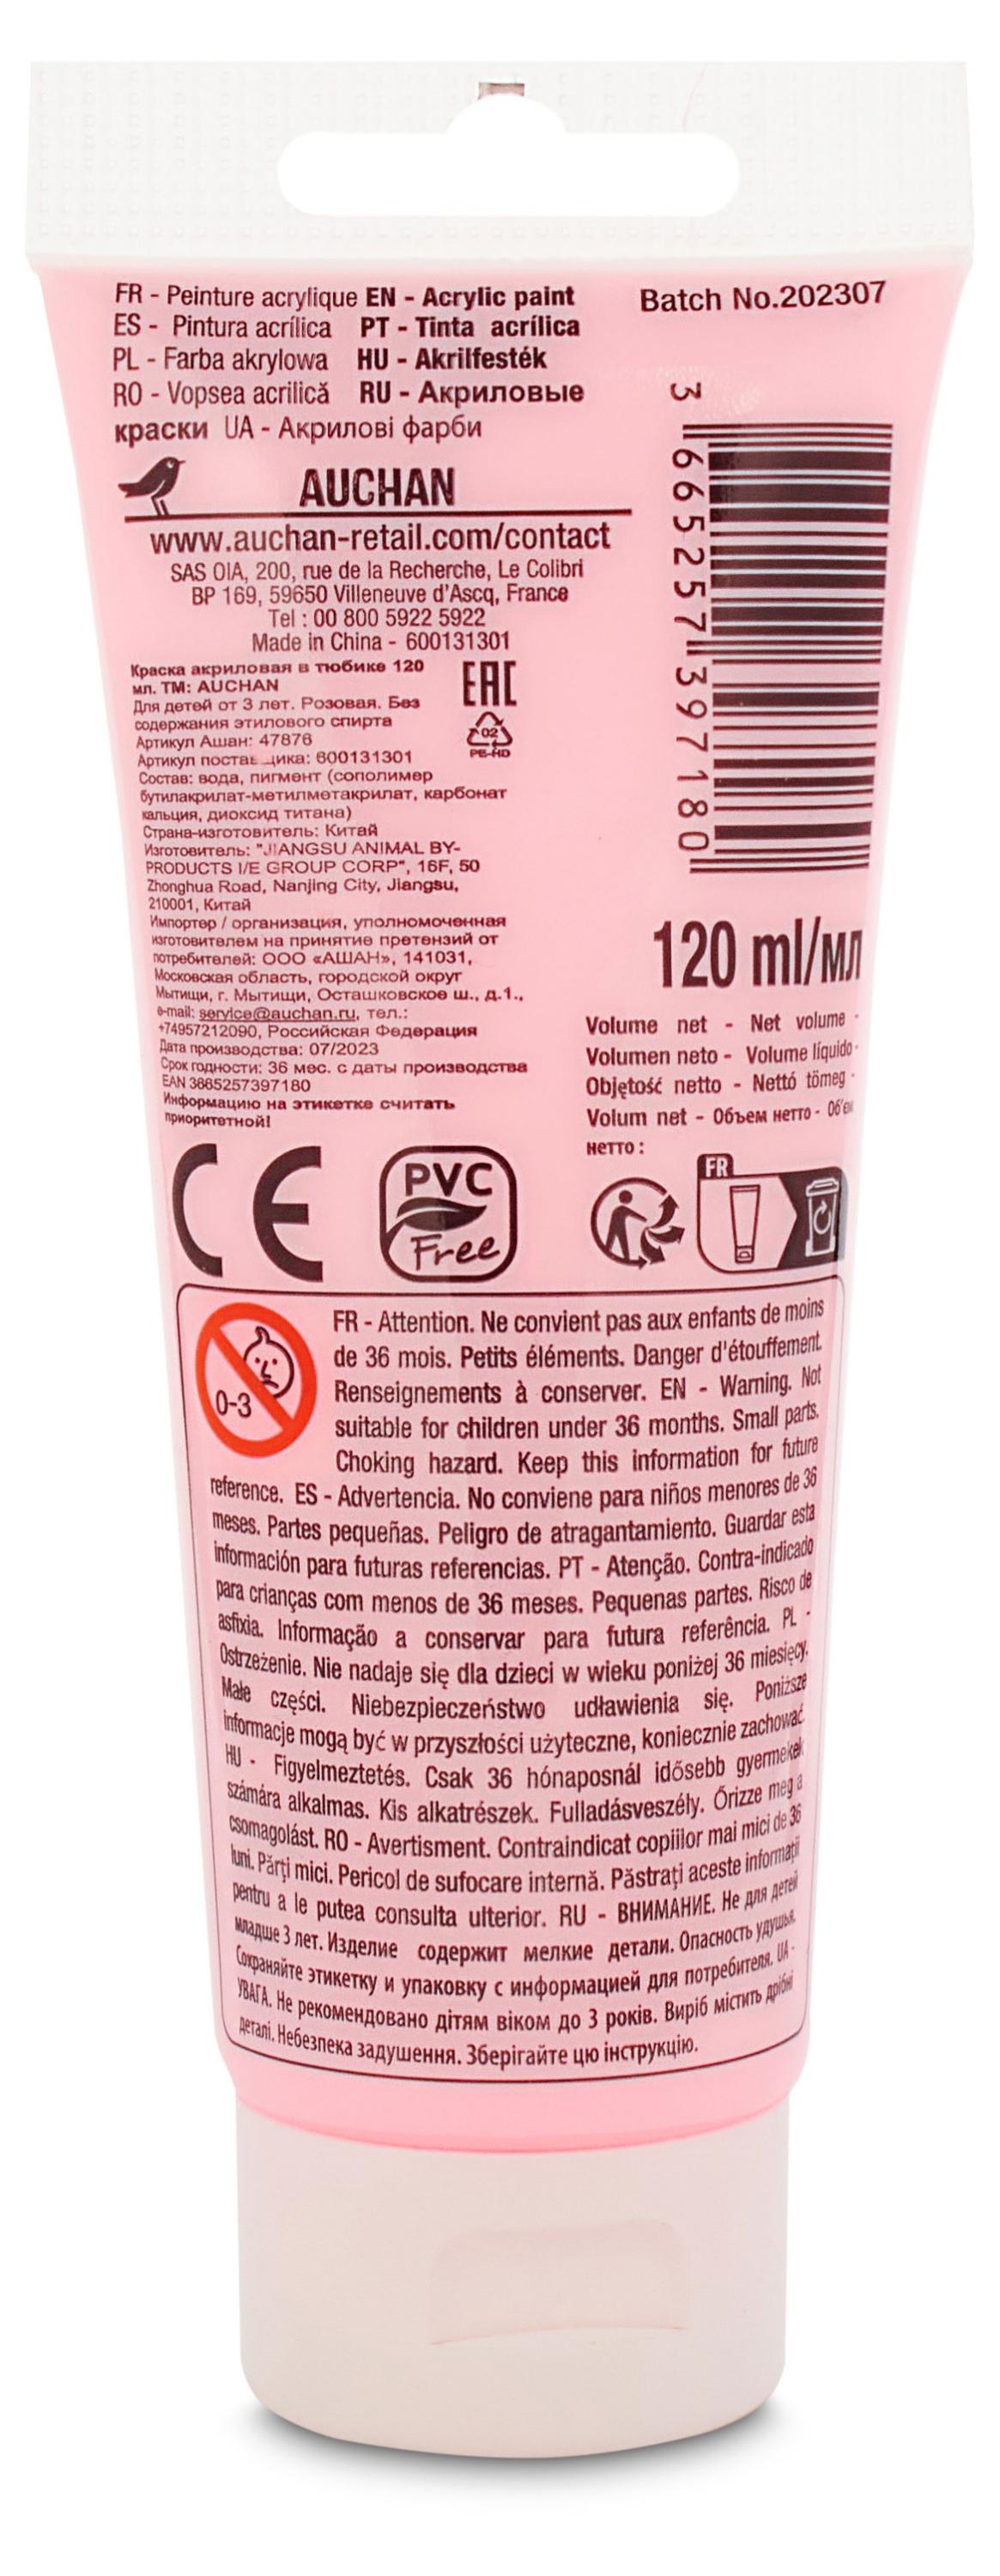 FR - Peinture acrylique EN - Acrylic paint
ES - Pintura acrílica PT - Tinta acrílica
PL - Farba akrylowa HU - Akrilfesték
RO - Vopsea acrilică RU - Акриловые
краски UA - Акрилові фарби
Batch No.202307
AUCHAN
www.auchan-retail.com/contact
SAS OIA, 200, rue de la Recherche, Le Colibri
BP 169, 59650 Villeneuve d'Ascq, France
Tel : 00 800 5922 5922
Made in China - 600131301
Краска акриловая в тюбике 120
мл. ТМ: AUCHAN
Для детей от 3 лет. Розовая. Без
содержания этилового спирта
Артикул Ашан: 47876
Артикул поставщика: 600131301
Состав: вода, пигмент (сополимер
бутилакрилат-метилметакрилат, карбонат
кальция, диоксид титана)
Страна-изготовитель: Китай
Изготовитель: "JIANGSU ANIMAL BY-
PRODUCTS I/E GROUP CORP", 16F, 50
Zhonghua Road, Nanjing City, Jiangsu,
210001, Китай
Импортер / организация, уполномоченная
изготовителем на принятие претензий от
потребителей: ООО «АШАН», 141031,
Московская область, городской округ
Мытищи, г. Мытищи, Осташковское ш., д.1.,
e-mail: service@auchan.ru, тел.:
+74957212090, Российская Федерация
Дата производства: 07/2023
Срок годности: 36 мес. с даты производства
EAN 3665257397180
Информацию на этикетке считать
приоритетной!
EAC
02
PE-HD
3 665257 397180
120 ml/мл
Volume net - Net volume -
Volumen neto - Volume líquido -
Objętość netto - Nettó tömeg -
Volum net - Объем нетто - Об'єм
нетто :
CE
PVC
Free
FR
0-3
FR - Attention. Ne convient pas aux enfants de moins
de 36 mois. Petits éléments. Danger d'étouffement.
Renseignements à conserver. EN - Warning. Not
suitable for children under 36 months. Small parts.
Choking hazard. Keep this information for future
reference. ES - Advertencia. No conviene para niños menores de 36
meses. Partes pequeñas. Peligro de atragantamiento. Guardar esta
información para futuras referencias. PT - Atenção. Contra-indicado
para crianças com menos de 36 meses. Pequenas partes. Risco de
asfixia. Informação a conservar para futura referência. PL -
Ostrzeżenie. Nie nadaje się dla dzieci w wieku poniżej 36 miesięcy.
Małe części. Niebezpieczeństwo udławienia się. Poniższe
informacje mogą być w przyszłości użyteczne, koniecznie zachować.
HU - Figyelmeztetés. Csak 36 hónaposnál idősebb gyermekek
számára alkalmas. Kis alkatrészek. Fulladásveszély. Őrizze meg a
csomagolást. RO - Avertisment. Contraindicat copiilor mai mici de 36
luni. Părţi mici. Pericol de sufocare internă. Păstraţi aceste informaţii
pentru a le putea consulta ulterior. RU - ВНИМАНИЕ. Не для детей
младше 3 лет. Изделие содержит мелкие детали. Опасность удушья.
Сохраняйте этикетку и упаковку с информацией для потребителя. UA -
УВАГА. Не рекомендовано дітям віком до 3 років. Виріб містить дрібні
деталі. Небезпека задушення. Зберігайте цю інструкцію.